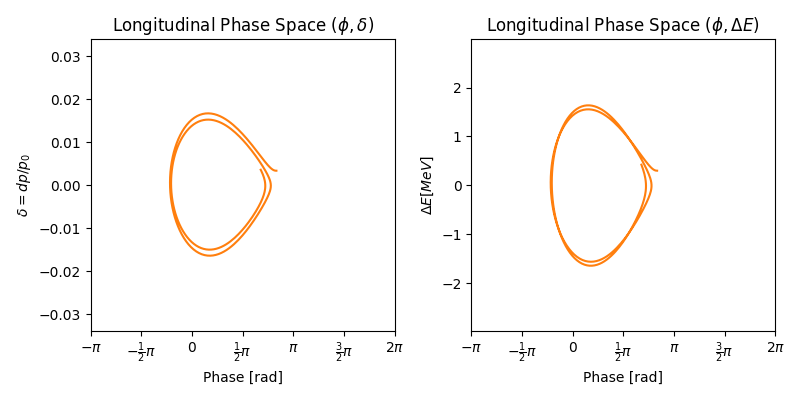 Longitudinal Phase Space (ϕ, δ)
0.03
0.02
0.01
0.00
−0.01
−0.02
−0.03
δ = dp/p₀
−π −½π 0 ½π π 3/2π 2π
Phase [rad]
Longitudinal Phase Space (ϕ, ΔE)
2
1
0
−1
−2
ΔE[MeV]
−π −½π 0 ½π π 3/2π 2π
Phase [rad]